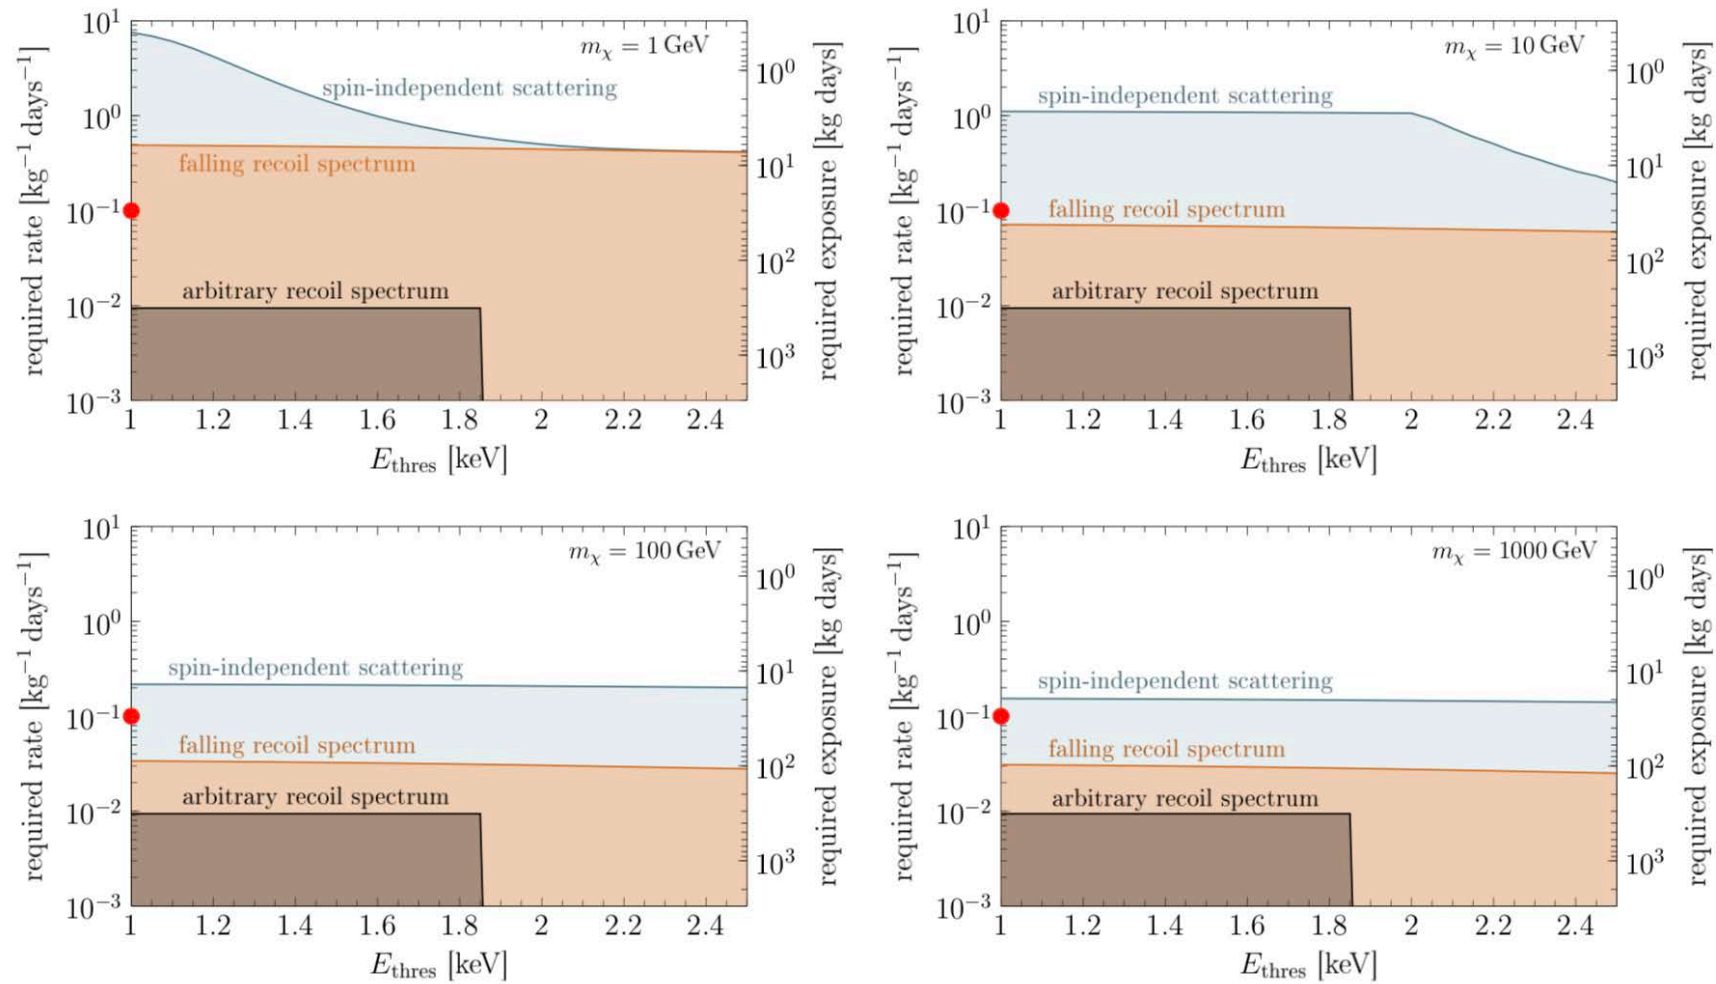 10^1
10^0
10^-1
10^-2
10^-3
required rate [kg^-1 days^-1]
m_χ = 1 GeV
spin-independent scattering
falling recoil spectrum
arbitrary recoil spectrum
10^0
10^1
10^2
10^3
required exposure [kg days]
1 1.2 1.4 1.6 1.8 2 2.2 2.4
E_thres [keV]
10^1
10^0
10^-1
10^-2
10^-3
required rate [kg^-1 days^-1]
m_χ = 10 GeV
spin-independent scattering
falling recoil spectrum
arbitrary recoil spectrum
10^0
10^1
10^2
10^3
required exposure [kg days]
1 1.2 1.4 1.6 1.8 2 2.2 2.4
E_thres [keV]
10^1
10^0
10^-1
10^-2
10^-3
required rate [kg^-1 days^-1]
m_χ = 100 GeV
spin-independent scattering
falling recoil spectrum
arbitrary recoil spectrum
10^0
10^1
10^2
10^3
required exposure [kg days]
1 1.2 1.4 1.6 1.8 2 2.2 2.4
E_thres [keV]
10^1
10^0
10^-1
10^-2
10^-3
required rate [kg^-1 days^-1]
m_χ = 1000 GeV
spin-independent scattering
falling recoil spectrum
arbitrary recoil spectrum
10^0
10^1
10^2
10^3
required exposure [kg days]
1 1.2 1.4 1.6 1.8 2 2.2 2.4
E_thres [keV]